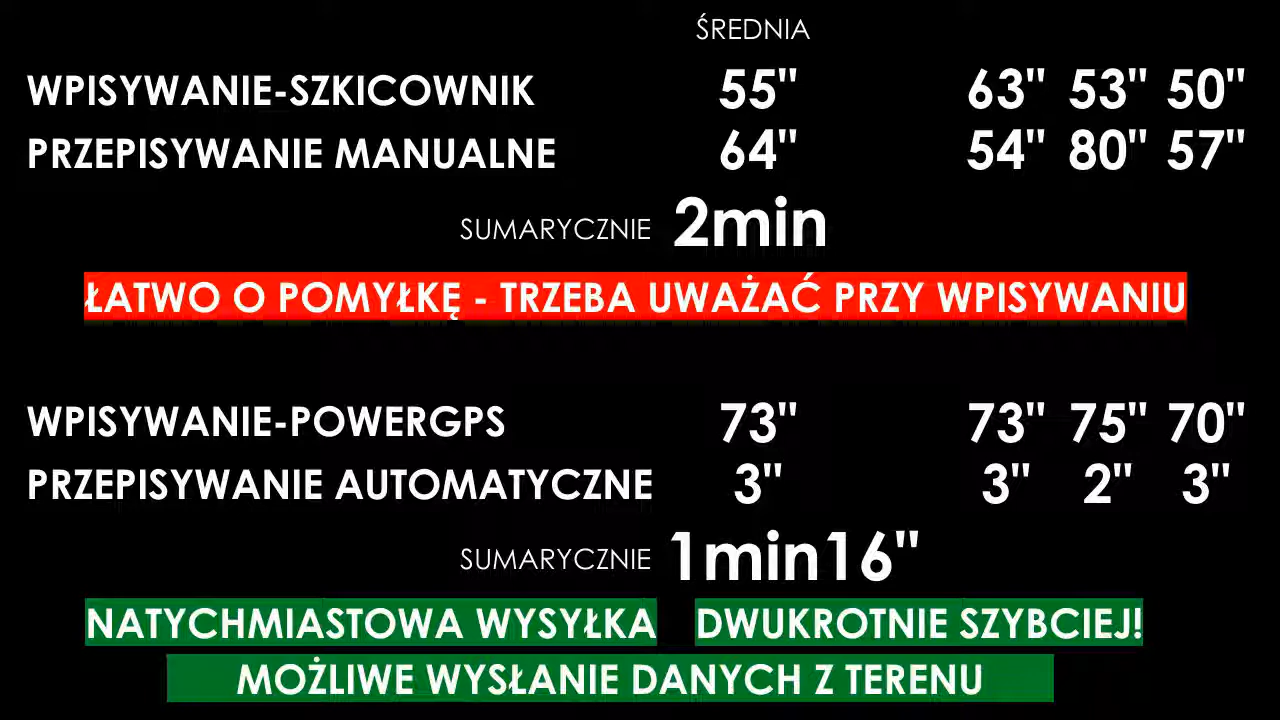 ŚREDNIA
WPISYWANIE-SZKICOWNIK 55" 63" 53" 50"
PRZEPISYWANIE MANUALNE 64" 54" 80" 57"
SUMARYCZNIE 2min
ŁATWO O POMYŁKĘ - TRZEBA UWAŻAĆ PRZY WPISYWANIU
WPISYWANIE-POWERGPS 73" 73" 75" 70"
PRZEPISYWANIE AUTOMATYCZNE 3" 3" 2" 3"
SUMARYCZNIE 1min16"
NATYCHMIASTOWA WYSYŁKA DWUKROTNIE SZYBCIEJ!
MOŻLIWE WYSŁANIE DANYCH Z TERENU